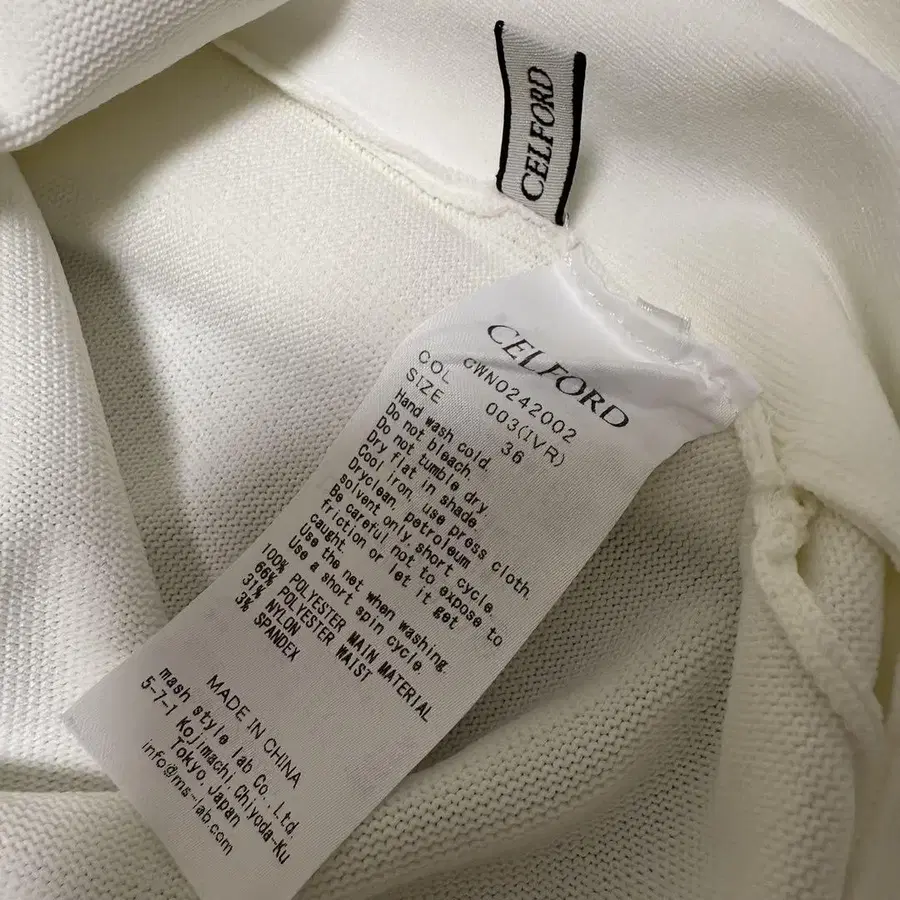 CELFORD
CELFORD
CWNO242002
COL 003(IVR)
SIZE 36
Hand wash cold.
Do not bleach.
Do not tumble dry.
Dry flat in shade.
Cool iron, use press cloth.
Dryclean, petroleum
solvent only, short cycle.
Be careful not to expose to
friction or let it get
caught.
Use the net when washing.
Use a short spin cycle.
100% POLYESTER MAIN MATERIAL
66% POLYESTER WAIST
31% NYLON
3% SPANDEX
MADE IN CHINA
mash style lab Co., Ltd.
5-7-1 Kojimachi, Chiyoda-Ku
Tokyo, Japan
info@ms-lab.com